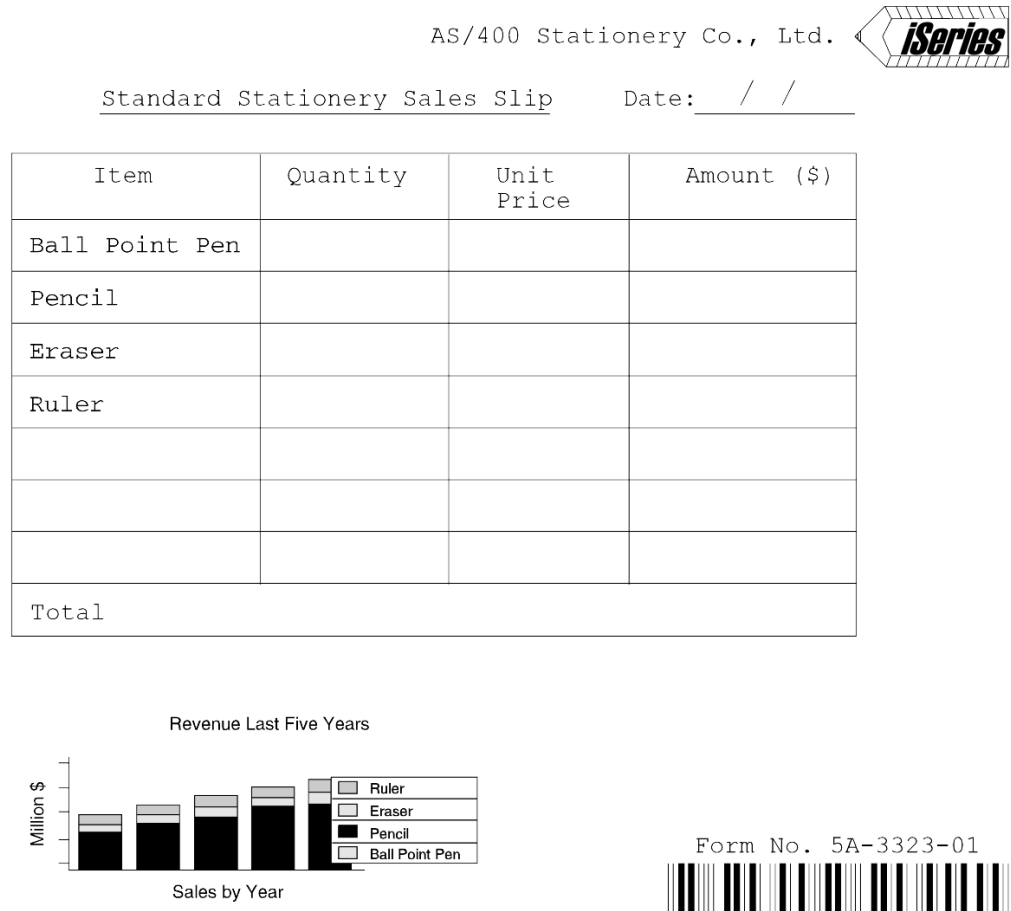 AS/400 Stationery Co., Ltd. iSeries
Standard Stationery Sales Slip Date: / /
Item Quantity Unit Price Amount ($)
Ball Point Pen
Pencil
Eraser
Ruler
Total
Revenue Last Five Years
Million $
Ruler
Eraser
Pencil
Ball Point Pen
Sales by Year
Form No. 5A-3323-01